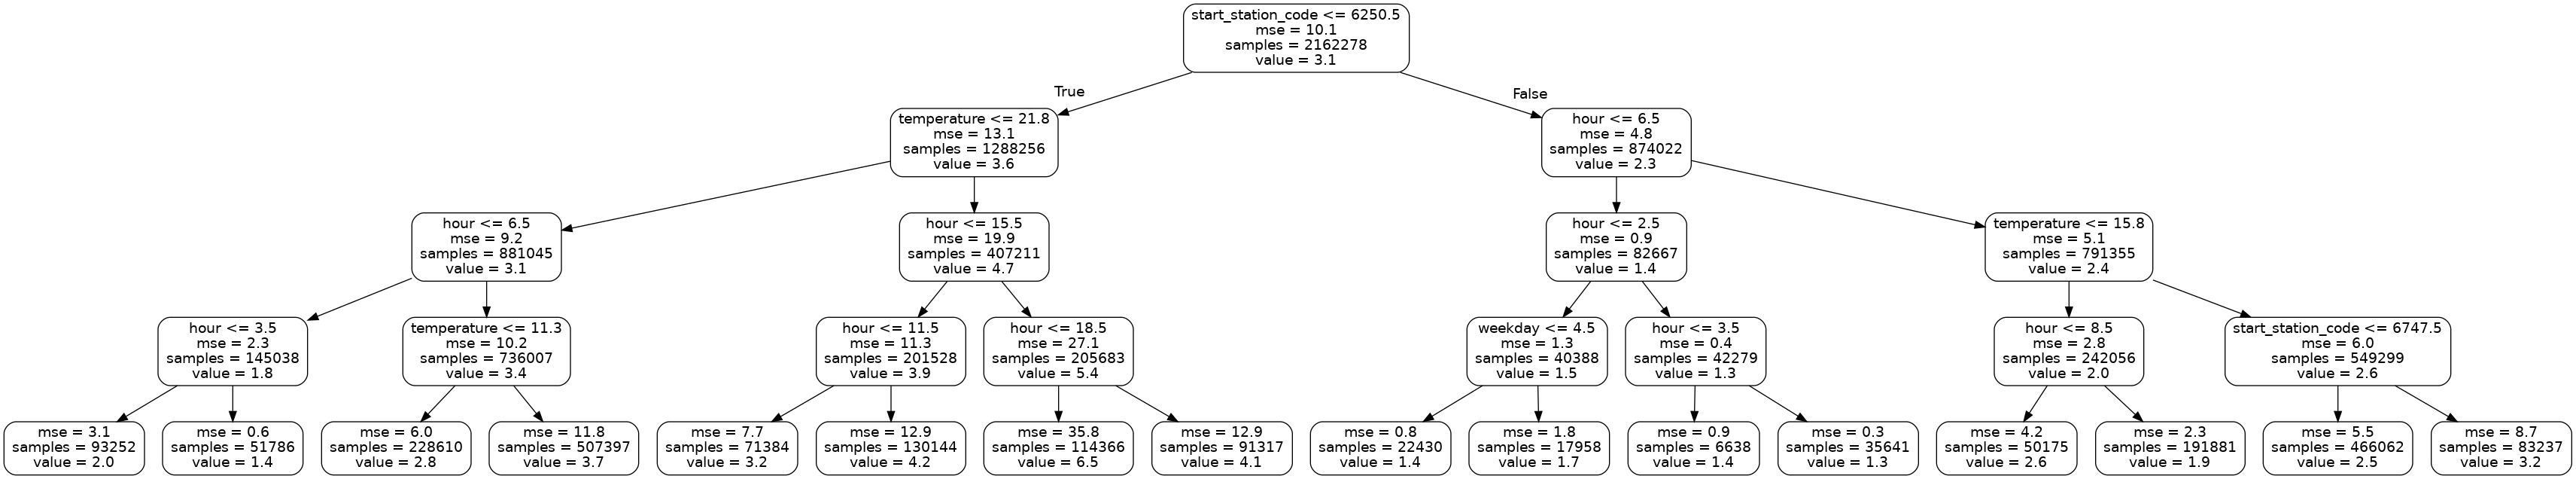 start_station_code <= 6250.5
mse = 10.1
samples = 2162278
value = 3.1
True
False
temperature <= 21.8
mse = 13.1
samples = 1288256
value = 3.6
hour <= 6.5
mse = 4.8
samples = 874022
value = 2.3
hour <= 6.5
mse = 9.2
samples = 881045
value = 3.1
hour <= 15.5
mse = 19.9
samples = 407211
value = 4.7
hour <= 2.5
mse = 0.9
samples = 82667
value = 1.4
temperature <= 15.8
mse = 5.1
samples = 791355
value = 2.4
hour <= 3.5
mse = 2.3
samples = 145038
value = 1.8
temperature <= 11.3
mse = 10.2
samples = 736007
value = 3.4
hour <= 11.5
mse = 11.3
samples = 201528
value = 3.9
hour <= 18.5
mse = 27.1
samples = 205683
value = 5.4
weekday <= 4.5
mse = 1.3
samples = 40388
value = 1.5
hour <= 3.5
mse = 0.4
samples = 42279
value = 1.3
hour <= 8.5
mse = 2.8
samples = 242056
value = 2.0
start_station_code <= 6747.5
mse = 6.0
samples = 549299
value = 2.6
mse = 3.1
samples = 93252
value = 2.0
mse = 0.6
samples = 51786
value = 1.4
mse = 6.0
samples = 228610
value = 2.8
mse = 11.8
samples = 507397
value = 3.7
mse = 7.7
samples = 71384
value = 3.2
mse = 12.9
samples = 130144
value = 4.2
mse = 35.8
samples = 114366
value = 6.5
mse = 12.9
samples = 91317
value = 4.1
mse = 0.8
samples = 22430
value = 1.4
mse = 1.8
samples = 17958
value = 1.7
mse = 0.9
samples = 6638
value = 1.4
mse = 0.3
samples = 35641
value = 1.3
mse = 4.2
samples = 50175
value = 2.6
mse = 2.3
samples = 191881
value = 1.9
mse = 5.5
samples = 466062
value = 2.5
mse = 8.7
samples = 83237
value = 3.2